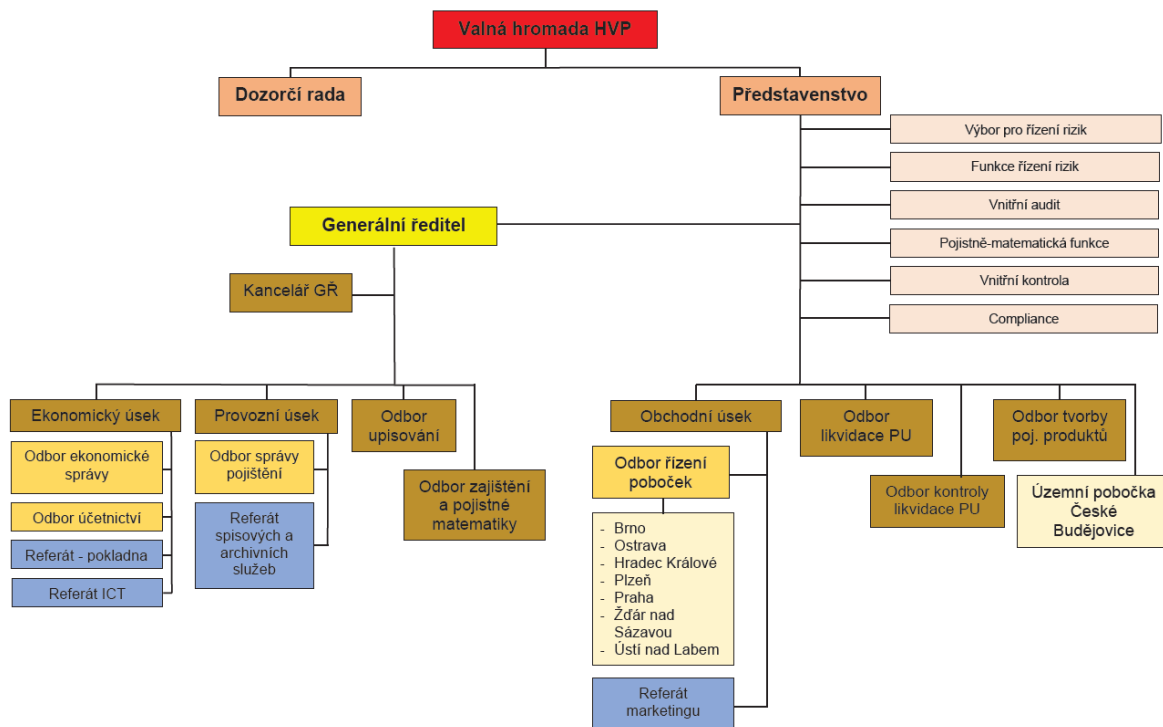 Valná hromada HVP
Dozorčí rada
Představenstvo
Výbor pro řízení rizik
Funkce řízení rizik
Vnitřní audit
Generální ředitel
Pojistně-matematická funkce
Kancelář GŘ
Vnitřní kontrola
Compliance
Ekonomický úsek
Odbor ekonomické
správy
Odbor účetnictví
Referát - pokladna
Referát ICT
Provozní úsek
Odbor správy
pojištění
Referát
spisových a
archivních
služeb
Odbor
upisování
Odbor zajištění
a pojistné
matematiky
Obchodní úsek
Odbor řízení
poboček
- Brno
- Ostrava
- Hradec Králové
- Plzeň
- Praha
- Žďár nad
Sázavou
- Ústí nad Labem
Referát
marketingu
Odbor
likvidace PU
Odbor kontroly
likvidace PU
Odbor tvorby
poj. produktů
Územní pobočka
České
Budějovice